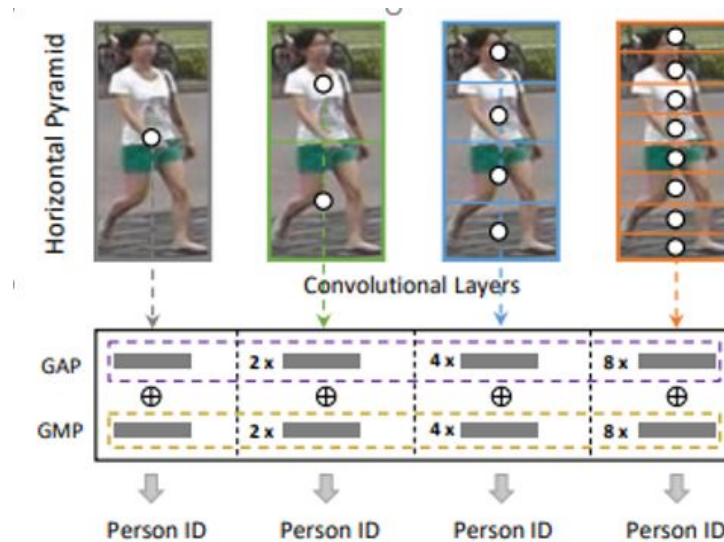 Horizontal Pyramid
Convolutional Layers
GAP
2 x
4 x
8 x
GMP
2 x
4 x
8 x
Person ID
Person ID
Person ID
Person ID